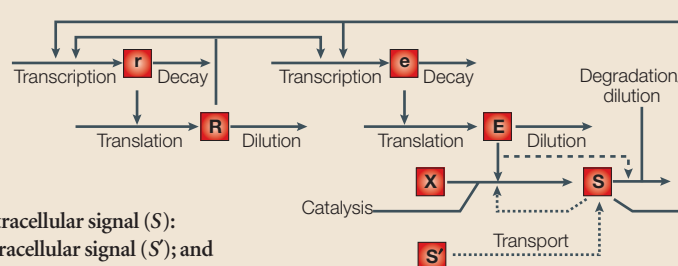 r
e
Transcription
Decay
Transcription
Decay
Degradation,
dilution
R
E
Translation
Dilution
Translation
Dilution
X
S
Catalysis
tracellular signal (S):
racellular signal (S′); and
Transport
S′